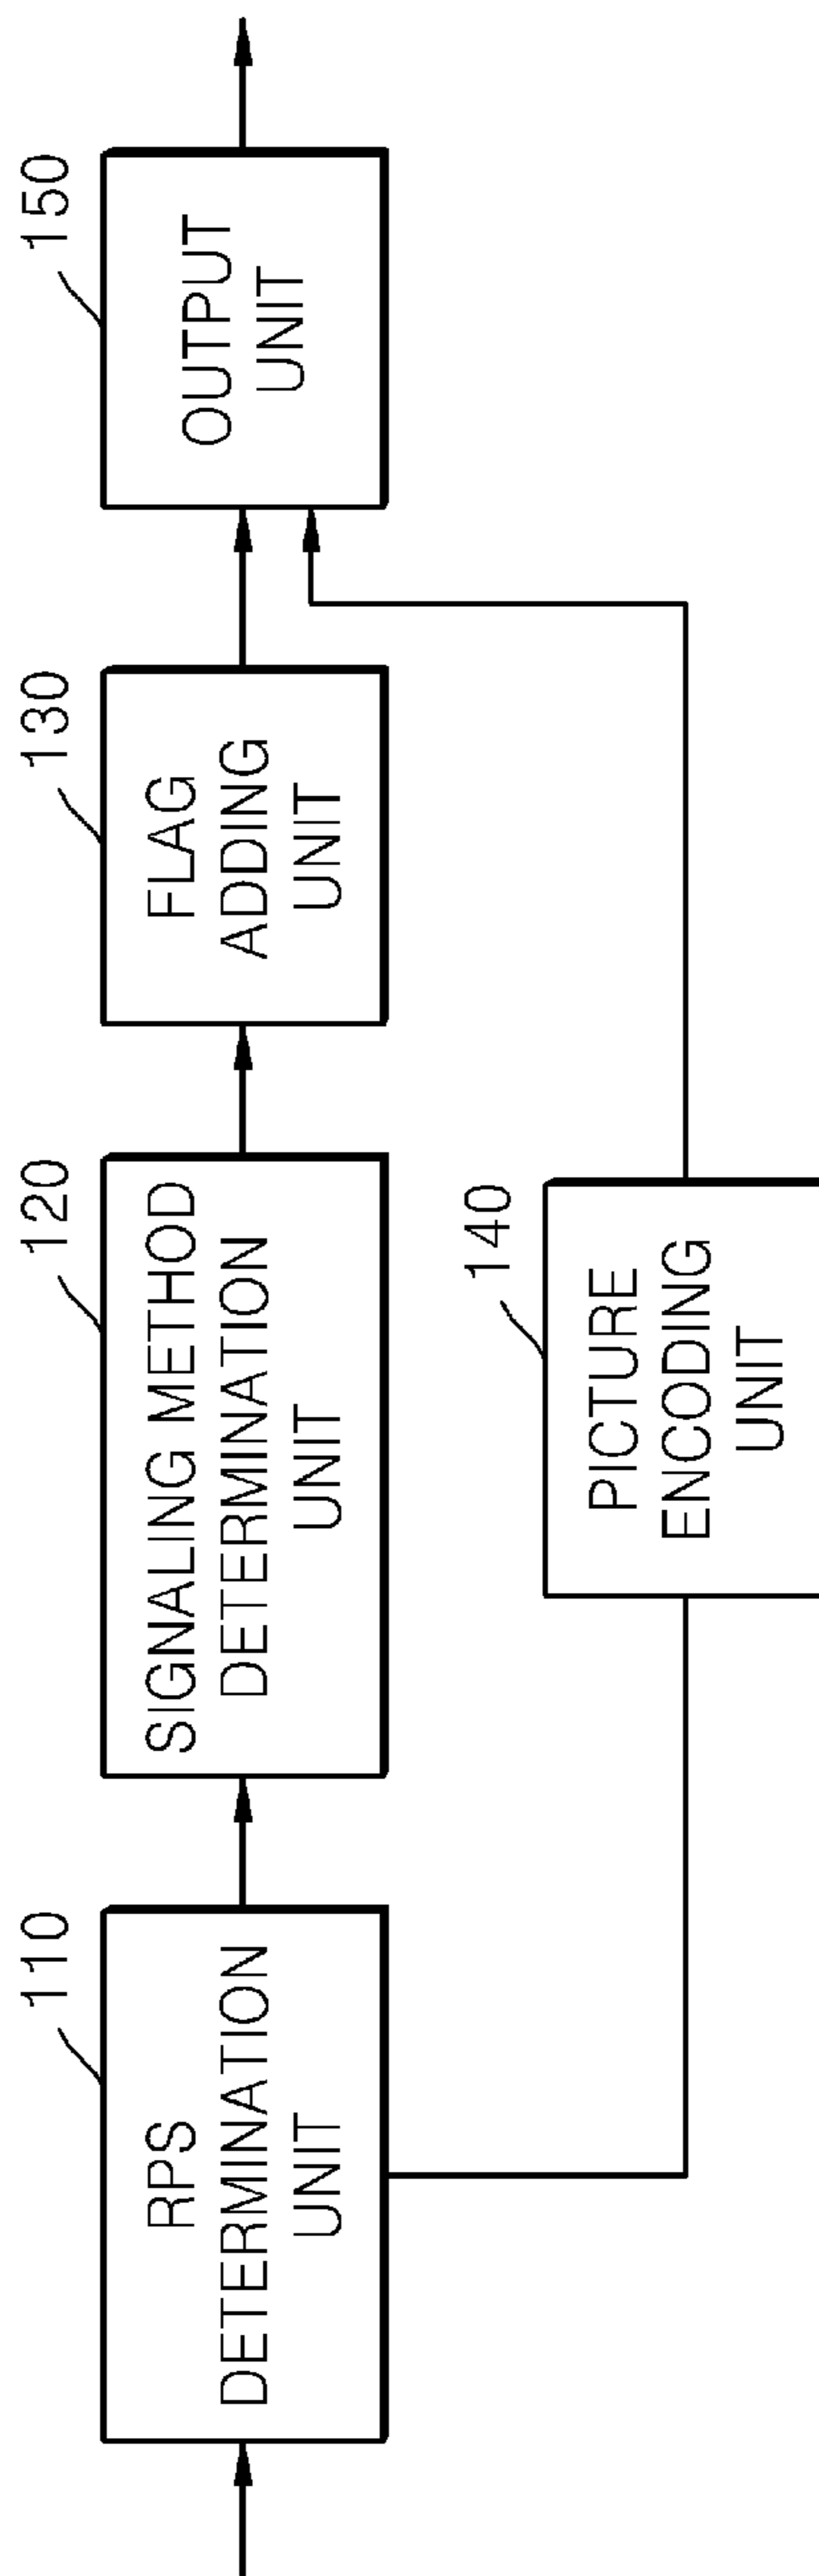 110
RPS
DETERMINATION
UNIT
120
SIGNALING METHOD
DETERMINATION
UNIT
130
FLAG
ADDING
UNIT
150
OUTPUT
UNIT
140
PICTURE
ENCODING
UNIT